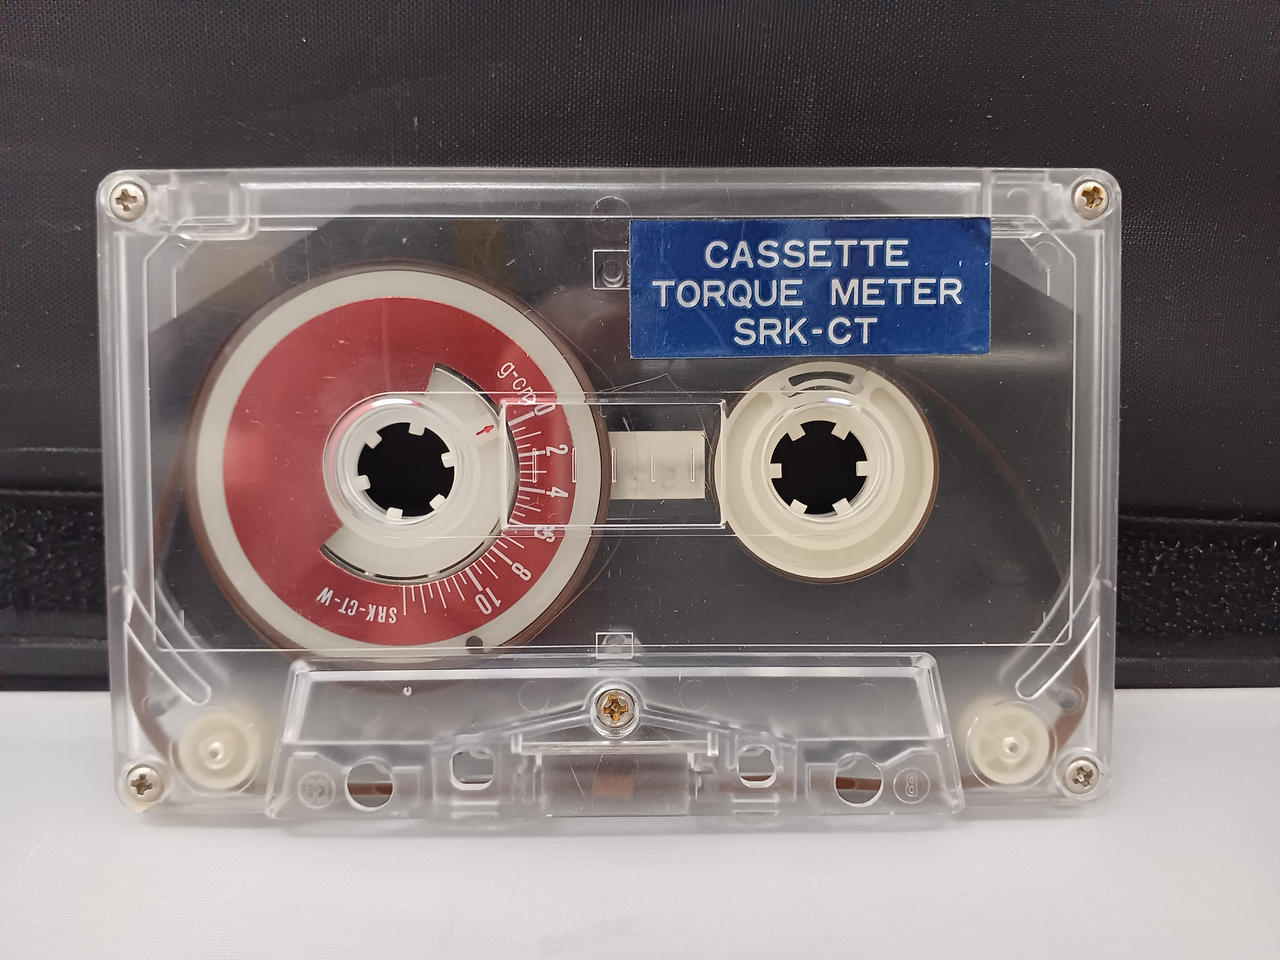 CASSETTE
TORQUE METER
SRK-CT
g-cm
0
2
4
6
8
10
SRK-CT-W